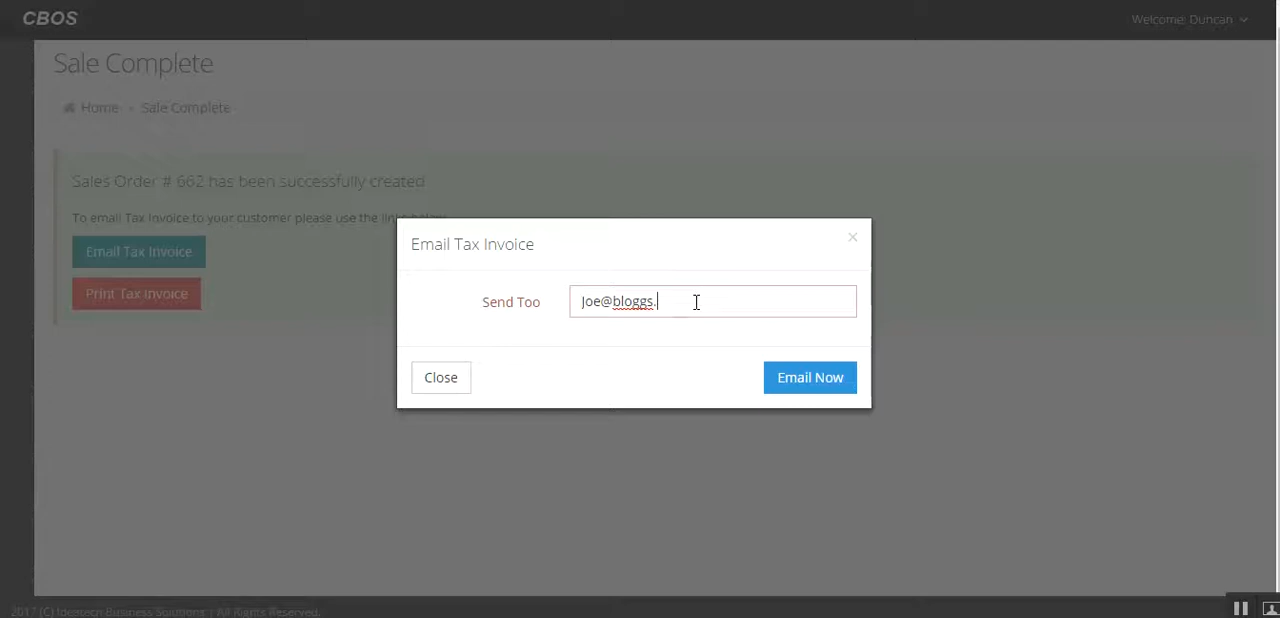 CBOS
Welcome: Duncan
Sale Complete
Home
Sale Complete
Sales Order # 662 has been successfully created
To email Tax Invoice to your customer please use the links below
Email Tax Invoice
Print Tax Invoice
Email Tax Invoice
×
Send Too
Joe@bloggs.
Close
Email Now
(C) Ideatech Business Solutions | All Rights Reserved.